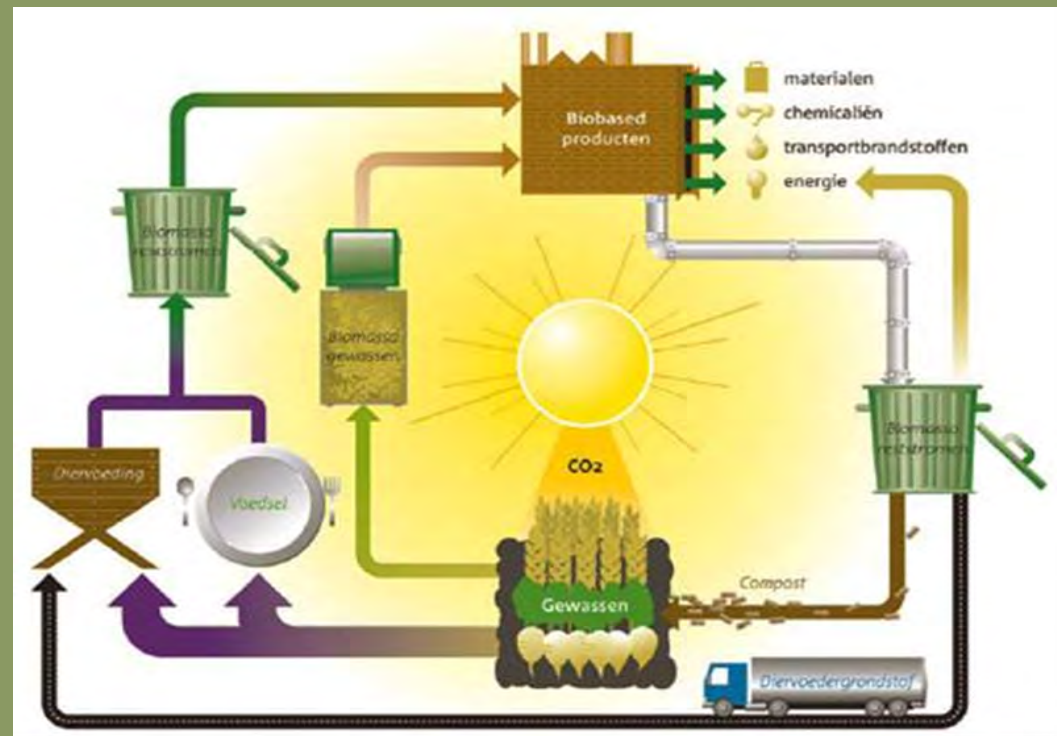 Biobased
producten
materialen
chemicaliën
transportbrandstoffen
energie
Biomassa
reststromen
Biomassa
gewassen
Biomassa
reststromen
Diervoeding
Voedsel
CO2
Gewassen
Compost
Diervoedergrondstof